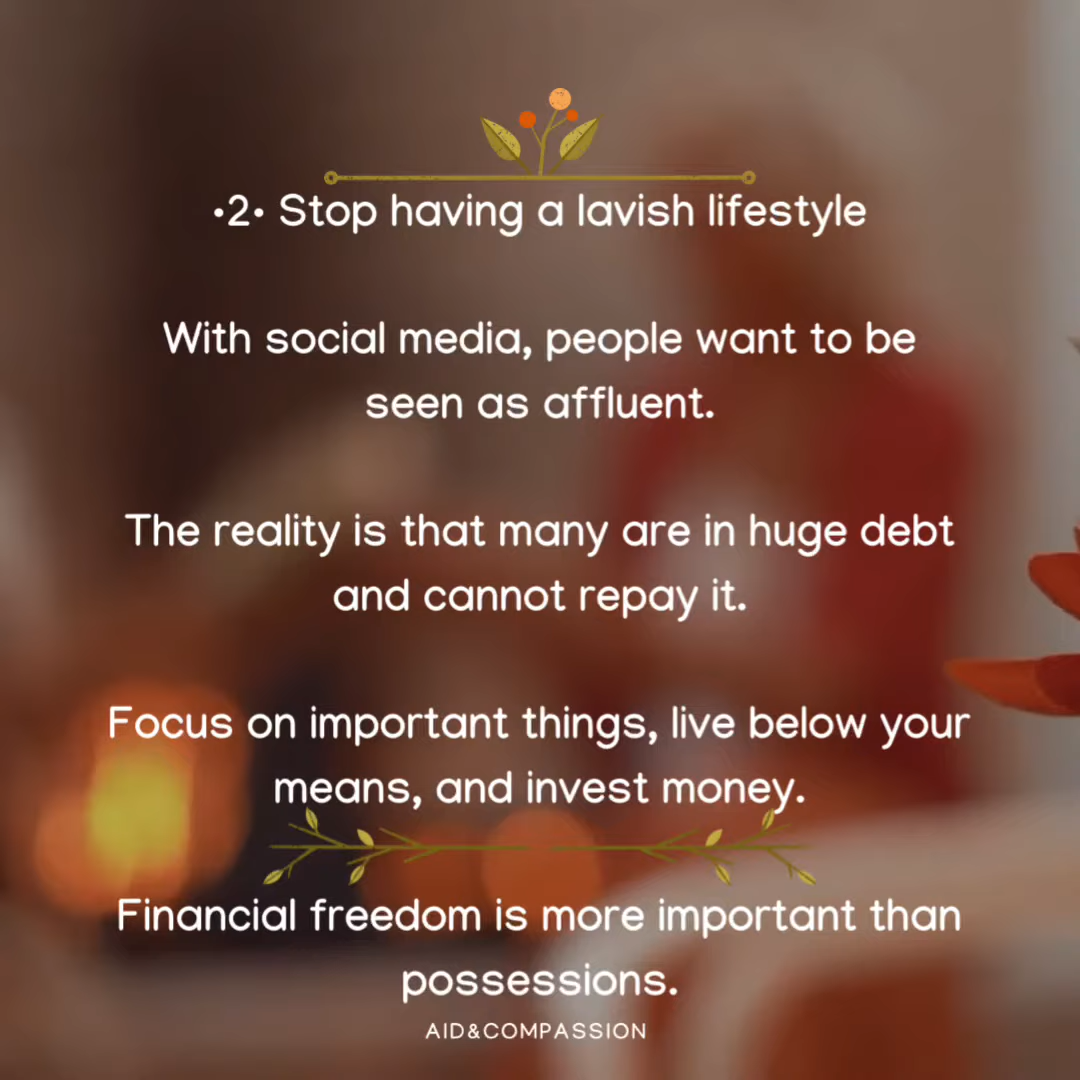 •2• Stop having a lavish lifestyle
With social media, people want to be
seen as affluent.
The reality is that many are in huge debt
and cannot repay it.
Focus on important things, live below your
means, and invest money.
Financial freedom is more important than
possessions.
AID&COMPASSION